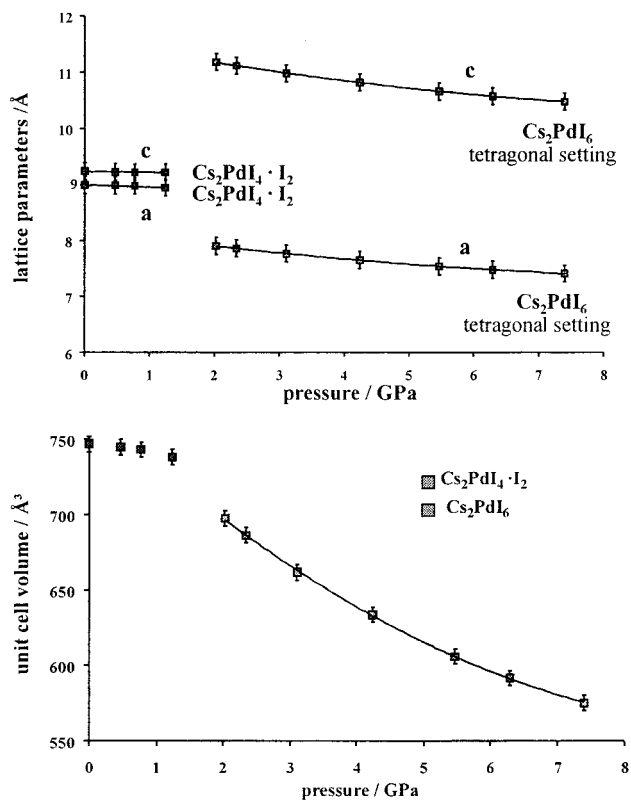 12
11
10
9
8
7
6
lattice parameters /Å
c
Cs₂PdI₆
tetragonal setting
c
Cs₂PdI₄ · I₂
Cs₂PdI₄ · I₂
a
a
Cs₂PdI₆
tetragonal setting
0 1 2 3 4 5 6 7 8
pressure / GPa
750
700
650
600
550
unit cell volume / Å³
Cs₂PdI₄ · I₂
Cs₂PdI₆
0 1 2 3 4 5 6 7 8
pressure / GPa